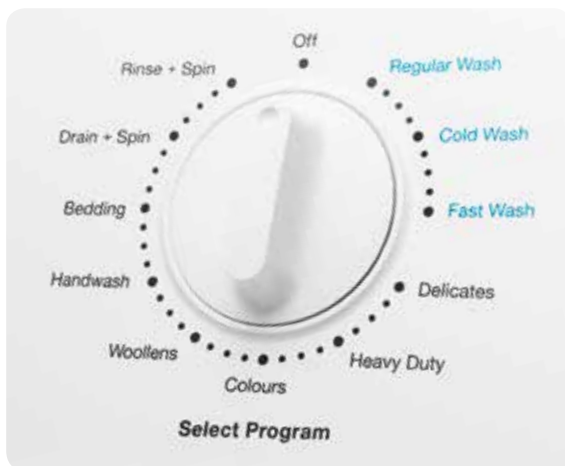 Off
Regular Wash
Cold Wash
Fast Wash
Delicates
Heavy Duty
Colours
Woollens
Handwash
Bedding
Drain + Spin
Rinse + Spin
Select Program